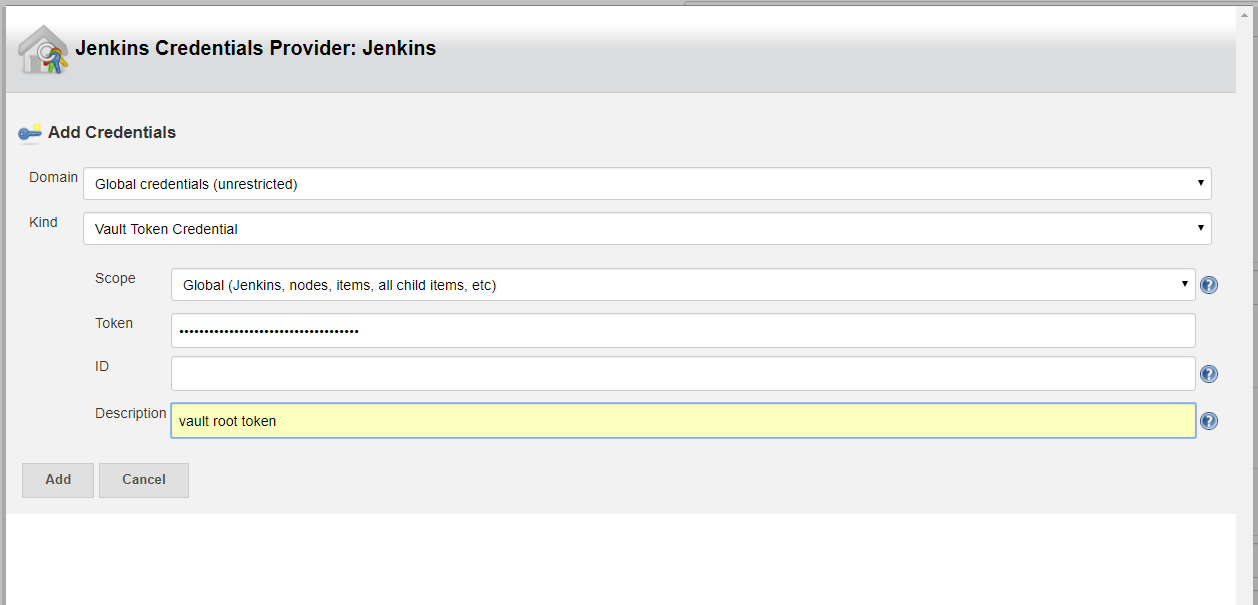 Jenkins Credentials Provider: Jenkins
Add Credentials
Domain
Global credentials (unrestricted)
Kind
Vault Token Credential
Scope
Global (Jenkins, nodes, items, all child items, etc)
Token
••••••••••••••••••••••••••••••••••••
ID
Description
vault root token
Add
Cancel